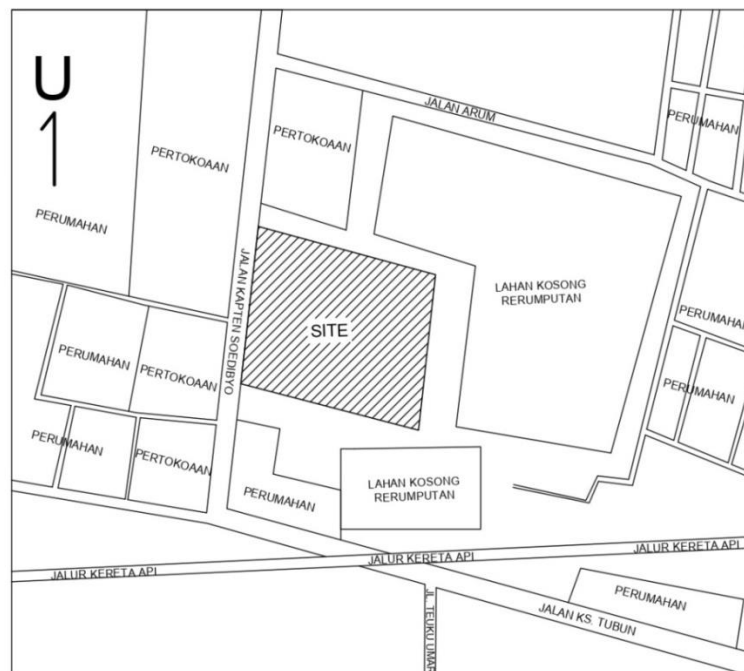 U
JALAN ARUM
PERTOKOAAN
PERUMAHAN
PERTOKOAAN
PERUMAHAN
JALAN KAPTEN SOEDIBYO
LAHAN KOSONG
RERUMPUTAN
SITE
PERUMAHAN
PERUMAHAN
PERTOKOAAN
PERUMAHAN
PERUMAHAN
PERTOKOAAN
LAHAN KOSONG
RERUMPUTAN
PERUMAHAN
JALUR KERETA API
JALUR KERETA API
JALUR KERETA API
PERUMAHAN
JL. TEUKU UMAR
JALAN KS. TUBUN